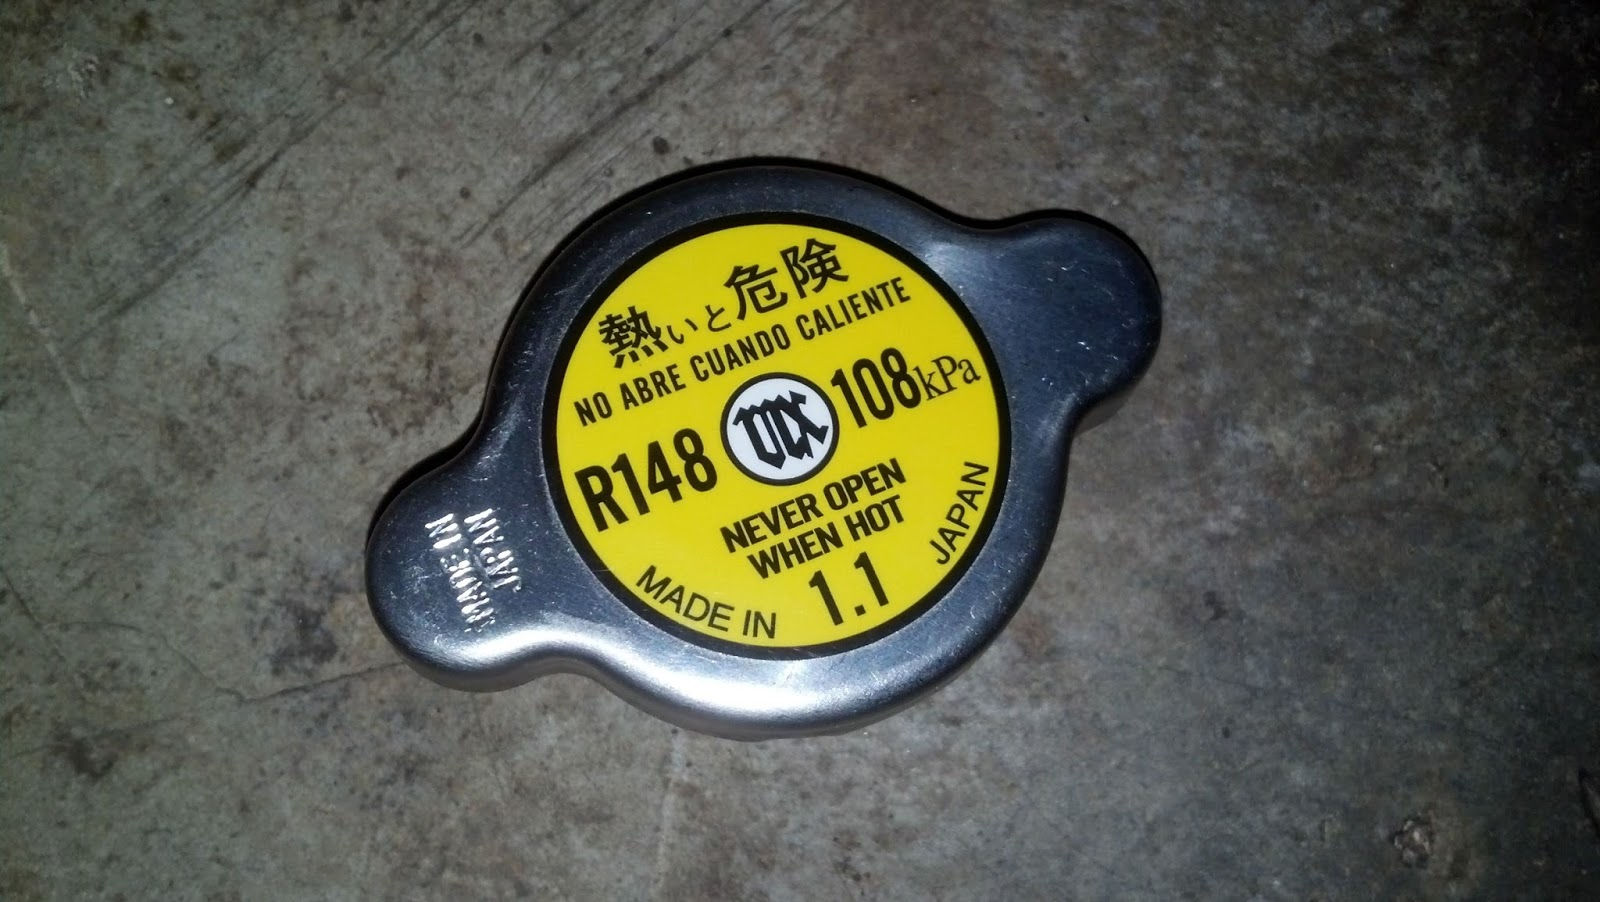 熱いと危険
NO ABRE CUANDO CALIENTE
R148
108kPa
NEVER OPEN
WHEN HOT
1.1
MADE IN JAPAN
MADE IN
JAPAN